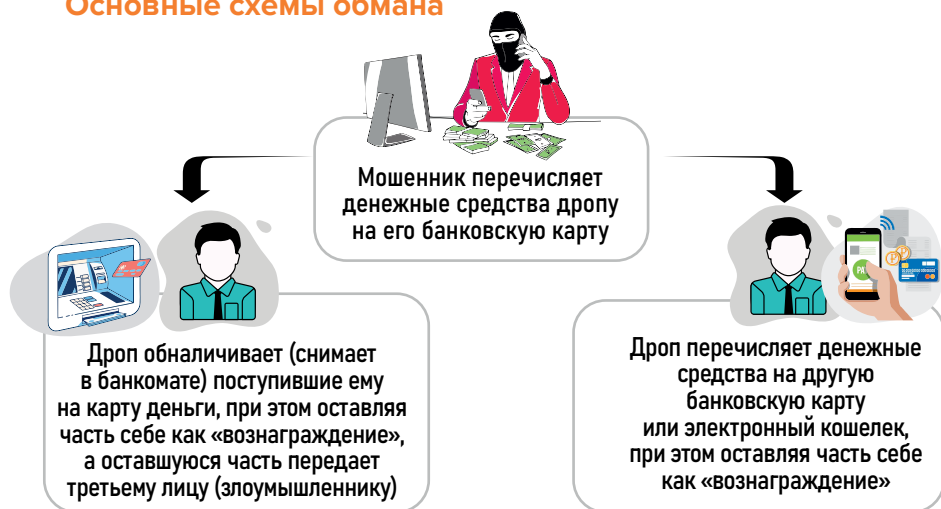 Основные схемы обмана
Мошенник перечисляет
денежные средства дропу
на его банковскую карту
Дроп обналичивает (снимает
в банкомате) поступившие ему
на карту деньги, при этом оставляя
часть себе как «вознаграждение»,
а оставшуюся часть передает
третьему лицу (злоумышленнику)
Дроп перечисляет денежные
средства на другую
банковскую карту
или электронный кошелек,
при этом оставляя часть себе
как «вознаграждение»